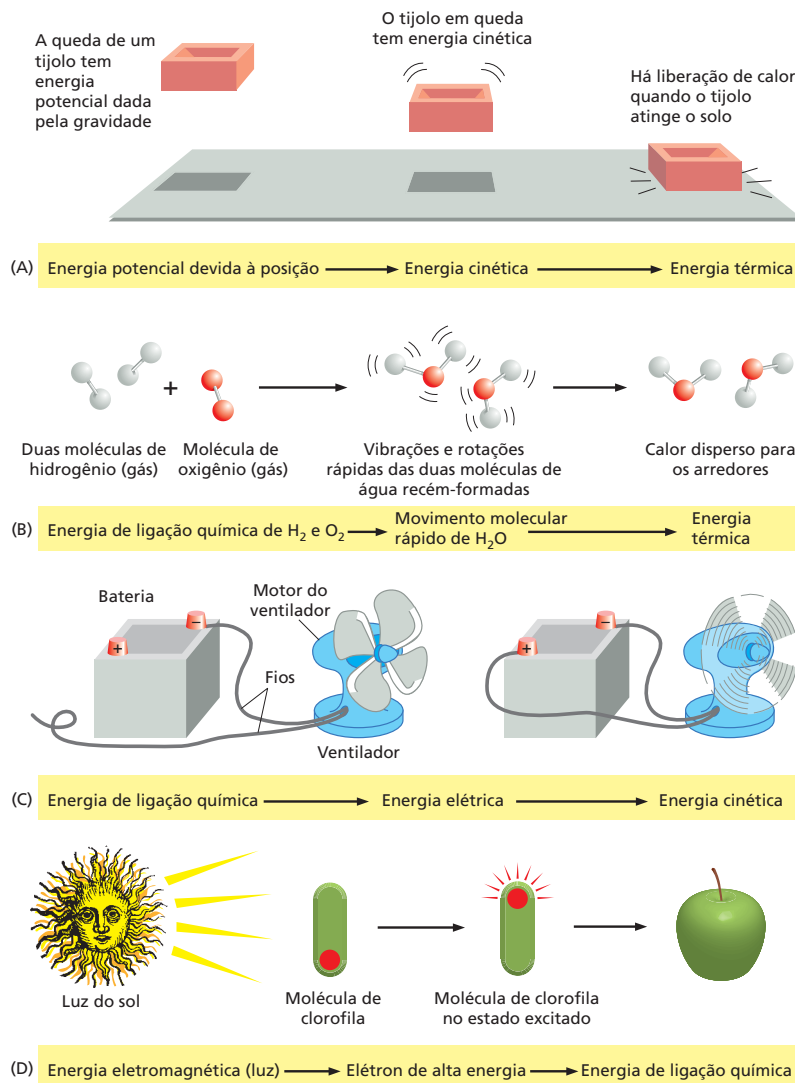 A queda de um
tijolo tem
energia
potencial dada
pela gravidade
O tijolo em queda
tem energia cinética
Há liberação de calor
quando o tijolo
atinge o solo
(A) Energia potencial devida à posição Energia cinética Energia térmica
+
Duas moléculas de
hidrogênio (gás)
Molécula de
oxigênio (gás)
Vibrações e rotações
rápidas das duas moléculas de
água recém-formadas
Calor disperso para
os arredores
(B) Energia de ligação química de H₂ e O₂ Movimento molecular
rápido de H₂O
Energia
térmica
Bateria
Motor do
ventilador
+
−
Fios
Ventilador
+
−
(C) Energia de ligação química Energia elétrica Energia cinética
Luz do sol
Molécula de
clorofila
Molécula de clorofila
no estado excitado
(D) Energia eletromagnética (luz) Elétron de alta energia Energia de ligação química